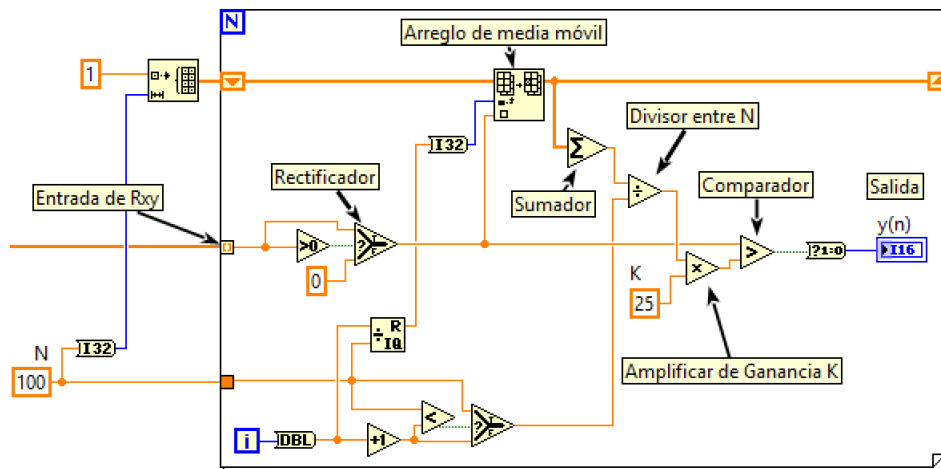 N
Arreglo de media móvil
1
I32
Divisor entre N
Rectificador
Σ
÷
Comparador
Salida
Entrada de Rxy
Sumador
y(n)
>0
?
T
F
>
?1:0
I16
0
K
×
25
÷ R
IQ
Amplificar de Ganancia K
N
I32
100
<
?
i
DBL
+1